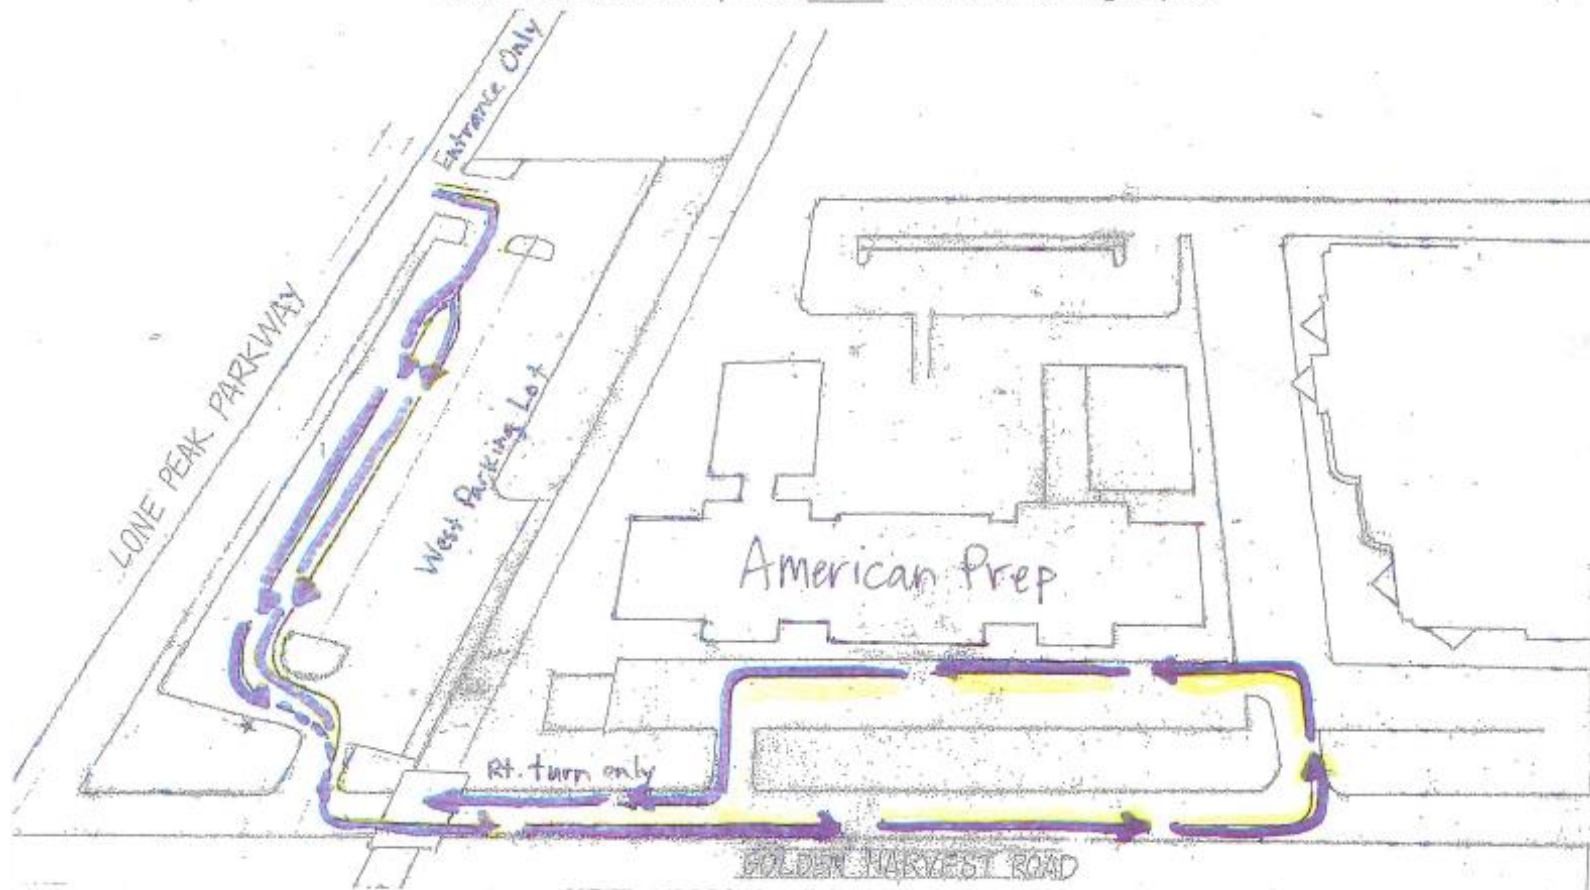 Entrance Only
LONE PEAK PARKWAY
West Parking Lot
American Prep
Rt. turn only
GOLDEN HARVEST ROAD